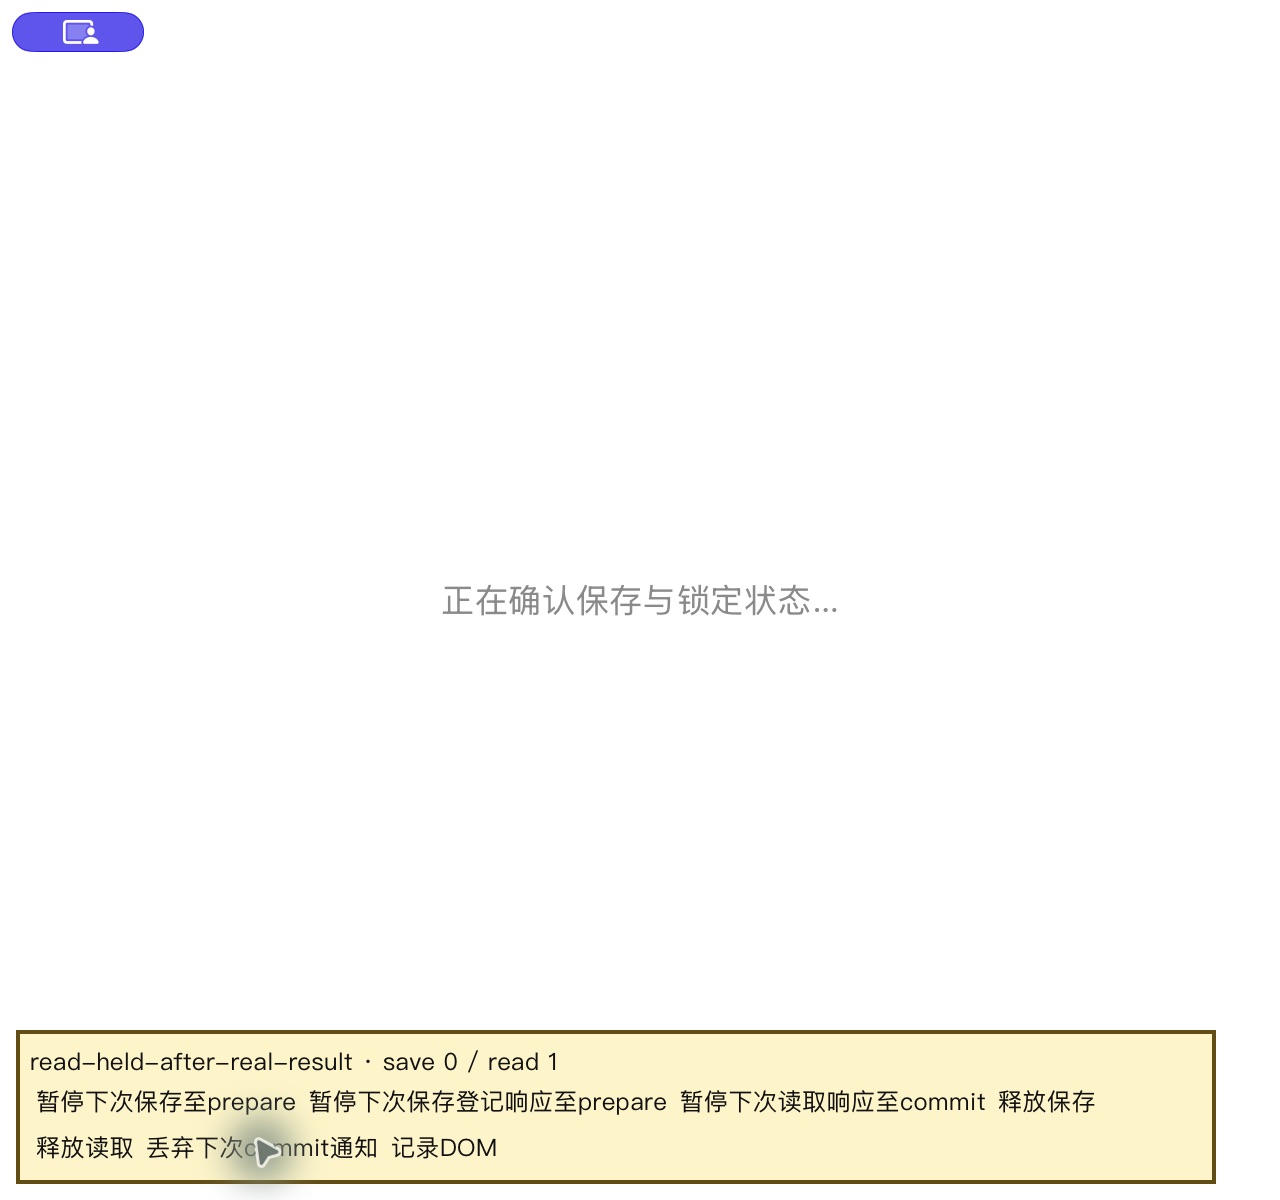 正在确认保存与锁定状态...
read-held-after-real-result · save 0 / read 1
暂停下次保存至prepare 暂停下次保存登记响应至prepare 暂停下次读取响应至commit 释放保存
释放读取 丢弃下次commit通知 记录DOM